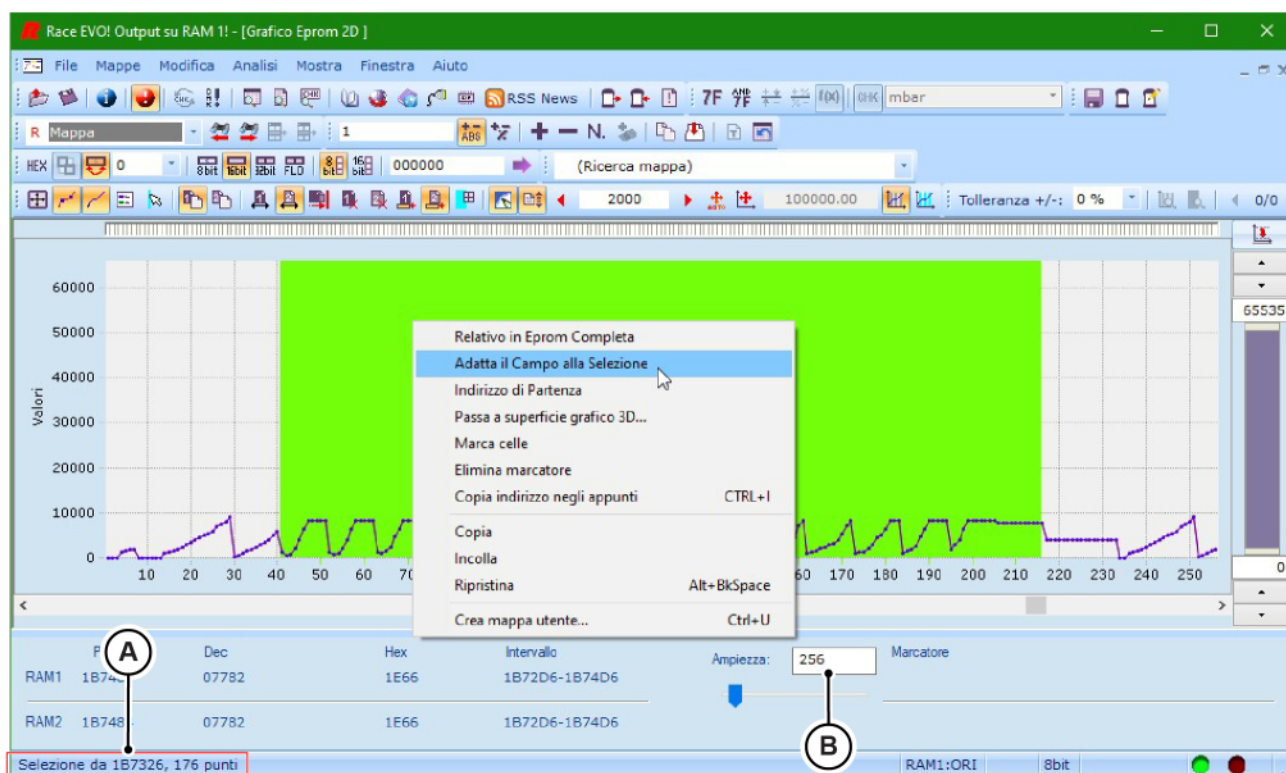 Race EVO! Output su RAM 1! - [Grafico Eprom 2D ]
File Mappe Modifica Analisi Mostra Finestra Aiuto
RSS News 7F mbar
R Mappa 1 ABG N.
HEX 0 8bit 16bit 32bit FLD 8bit 16bit 000000 (Ricerca mappa)
2000 100000.00 Tolleranza +/-: 0 % 0/0
65535
60000
50000
40000
30000
20000
10000
0
Valori
10 20 30 40 50 60 70 60 170 180 190 200 210 220 230 240 250
0
Relativo in Eprom Completa
Adatta il Campo alla Selezione
Indirizzo di Partenza
Passa a superficie grafico 3D...
Marca celle
Elimina marcatore
Copia indirizzo negli appunti CTRL+I
Copia
Incolla
Ripristina Alt+BkSpace
Crea mappa utente... Ctrl+U
A Dec Hex Intervallo Ampiezza: 256 Marcatore
RAM1 07782 1E66 1B72D6-1B74D6
RAM2 07782 1E66 1B72D6-1B74D6
B
Selezione da 1B7326, 176 punti RAM1:ORI 8bit